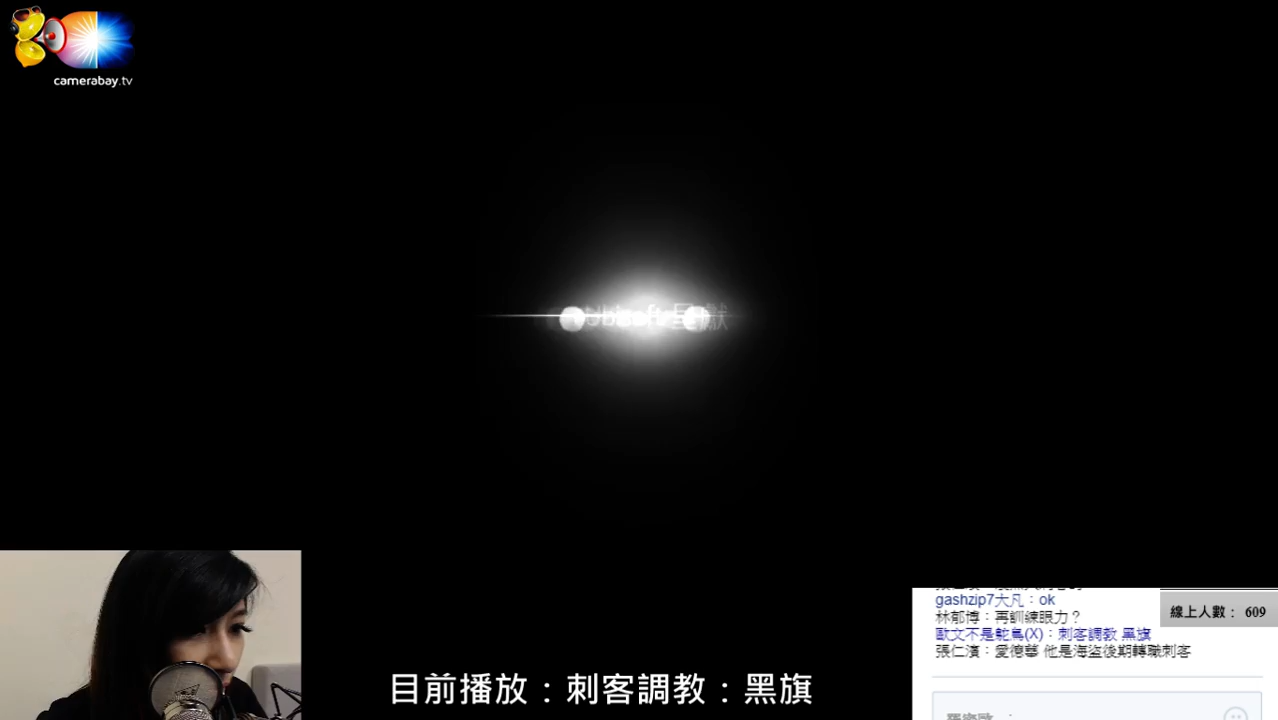 camerabay.tv
Ubisoft 呈獻
gashzip7大凡：ok
線上人數： 609
林郁博：再訓練眼力？
歐文不是鴕鳥(X)：刺客調教 黑旗
張仁濱：愛德華 他是海盜後期轉職刺客
目前播放：刺客調教：黑旗